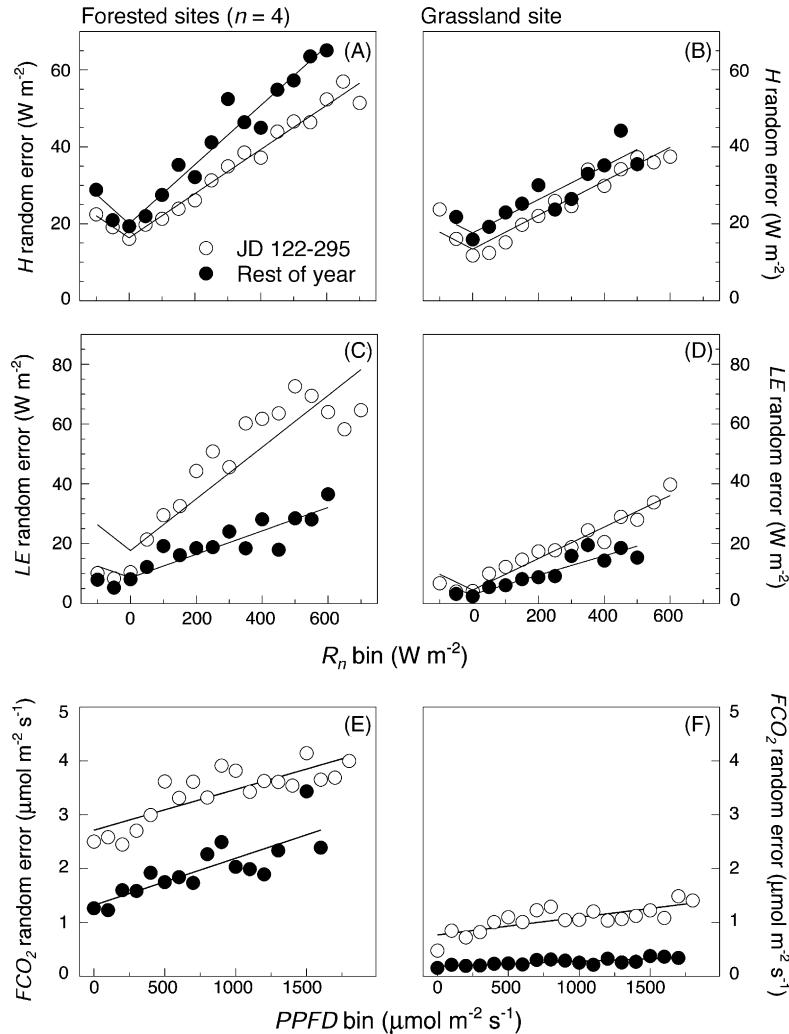 Forested sites (n = 4)
Grassland site
(A)
(B)
H random error (W m-2)
60
40
20
0
JD 122-295
Rest of year
60
40
20
0
H random error (W m-2)
(C)
(D)
LE random error (W m-2)
80
60
40
20
0
80
60
40
20
0
LE random error (W m-2)
0 200 400 600
0 200 400 600
Rn bin (W m-2)
(E)
(F)
FCO2 random error (μmol m-2 s-1)
5
4
3
2
1
0
5
4
3
2
1
0
FCO2 random error (μmol m-2 s-1)
0 500 1000 1500
0 500 1000 1500
PPFD bin (μmol m-2 s-1)